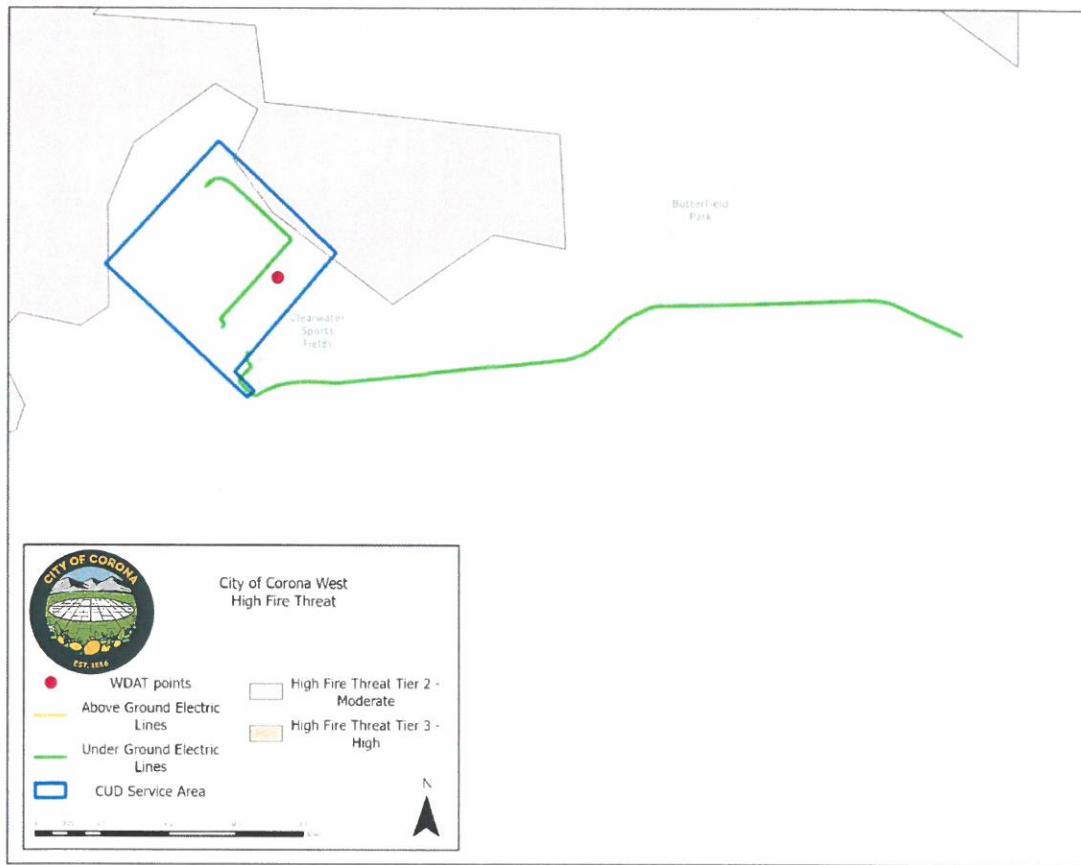 Butterfield
Park
Clearwater
Sports
Fields
CITY OF CORONA
EST. 1886
City of Corona West
High Fire Threat
WDAT points
Above Ground Electric
Lines
Under Ground Electric
Lines
CUD Service Area
High Fire Threat Tier 2 -
Moderate
High Fire Threat Tier 3 -
High
N